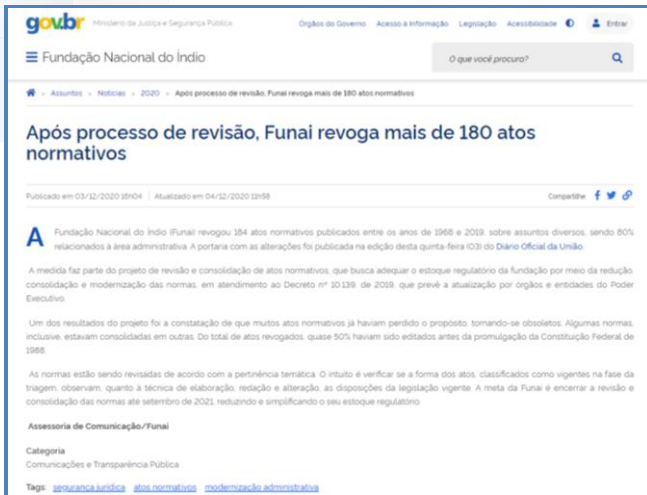 gov.br Ministério da Justiça e Segurança Pública Órgãos do Governo Acesso à Informação Legislação Acessibilidade Entrar
Fundação Nacional do Índio O que você procura?
> Assuntos > Notícias > 2020 > Após processo de revisão, Funai revoga mais de 180 atos normativos
Após processo de revisão, Funai revoga mais de 180 atos
normativos
Publicado em 03/12/2020 16h04 | Atualizado em 04/12/2020 11h58 Compartilhe
A Fundação Nacional do Índio (Funai) revogou 184 atos normativos publicados entre os anos de 1968 e 2019, sobre assuntos diversos, sendo 80%
relacionados à área administrativa. A portaria com as alterações foi publicada na edição desta quinta-feira (03) do Diário Oficial da União.
A medida faz parte do projeto de revisão e consolidação de atos normativos, que busca adequar o estoque regulatório da fundação por meio da redução,
consolidação e modernização das normas, em atendimento ao Decreto nº 10.139, de 2019, que prevê a atualização por órgãos e entidades do Poder
Executivo.
Um dos resultados do projeto foi a constatação de que muitos atos normativos já haviam perdido o propósito, tornando-se obsoletos. Algumas normas,
inclusive, estavam consolidadas em outras. Do total de atos revogados, quase 50% haviam sido editados antes da promulgação da Constituição Federal de
1988.
As normas estão sendo revisadas de acordo com a pertinência temática. O intuito é verificar se a forma dos atos, classificados como vigentes na fase da
triagem, observam, quanto à técnica de elaboração, redação e alteração, as disposições da legislação vigente. A meta da Funai é encerrar a revisão e
consolidação das normas até setembro de 2021, reduzindo e simplificando o seu estoque regulatório.
Assessoria de Comunicação/Funai
Categoria
Comunicações e Transparência Pública
Tags: segurança jurídica atos normativos modernização administrativa